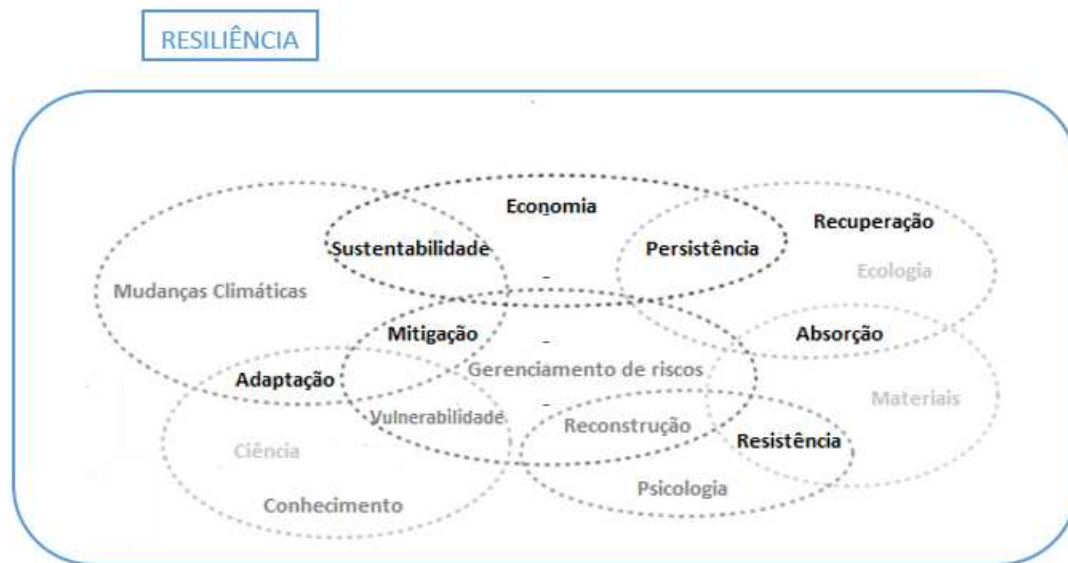 RESILIÊNCIA
Economia
Recuperação
Sustentabilidade
Persistência
Ecologia
Mudanças Climáticas
Mitigação
Absorção
Gerenciamento de riscos
Adaptação
Materiais
Vulnerabilidade
Reconstrução
Resistência
Ciência
Psicologia
Conhecimento